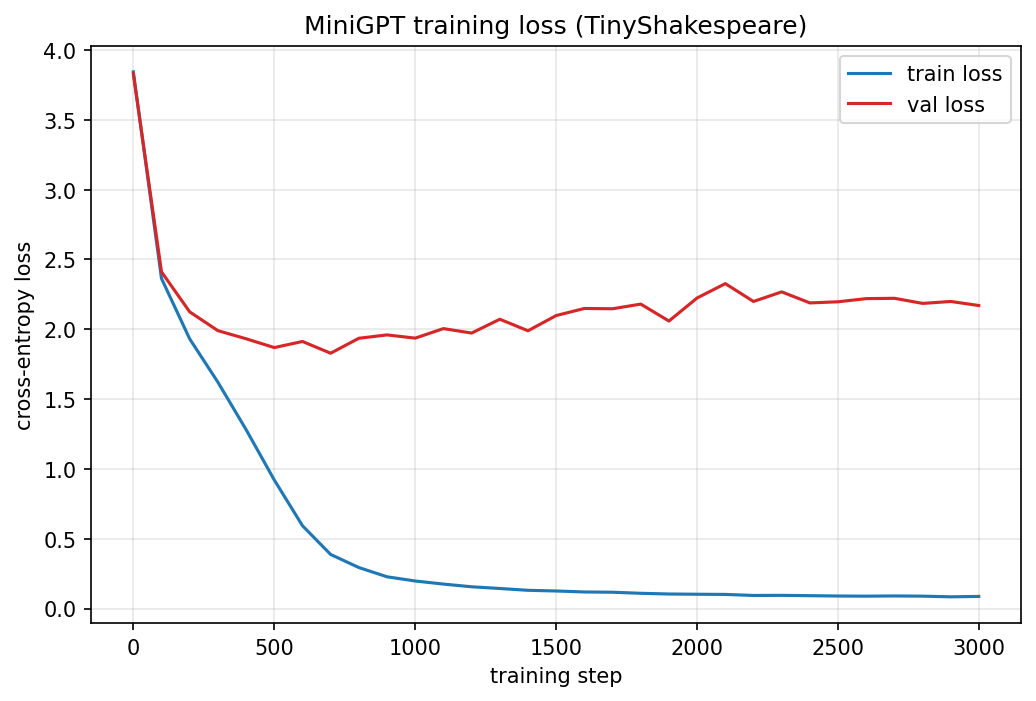 MiniGPT training loss (TinyShakespeare)
train loss
val loss
cross-entropy loss
4.0
3.5
3.0
2.5
2.0
1.5
1.0
0.5
0.0
0 500 1000 1500 2000 2500 3000
training step